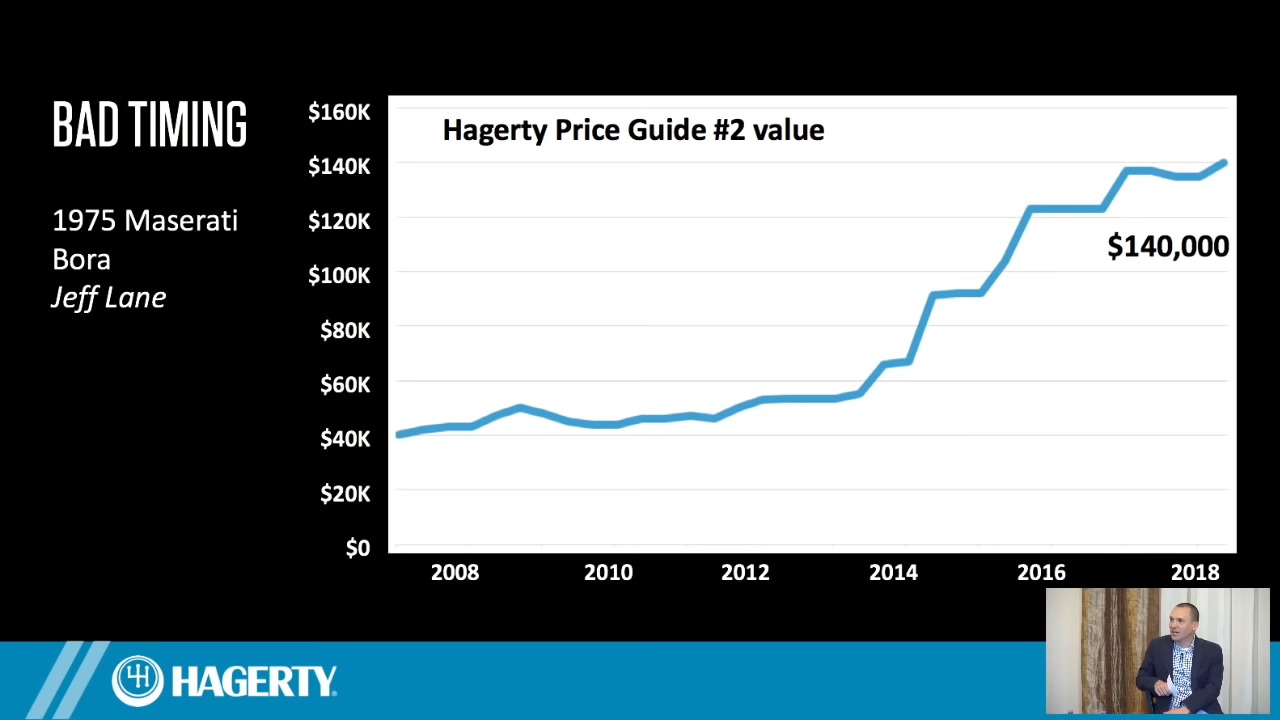 BAD TIMING
1975 Maserati
Bora
Jeff Lane
Hagerty Price Guide #2 value
$160K
$140K
$120K
$100K
$80K
$60K
$40K
$20K
$0
$140,000
2008 2010 2012 2014 2016 2018
HAGERTY